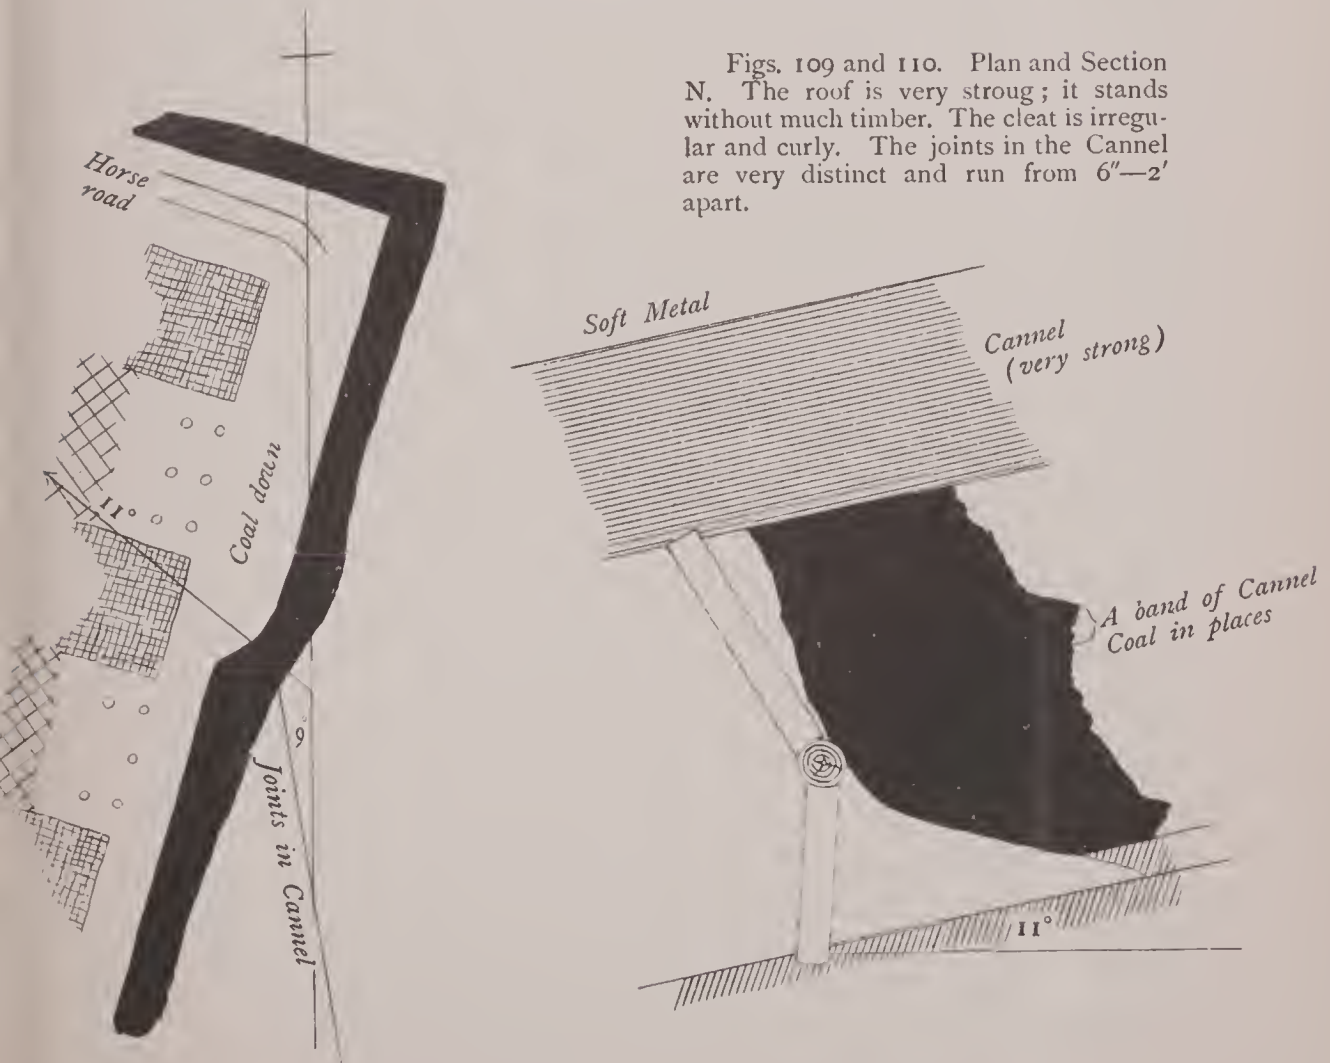 Figs. 109 and 110. Plan and Section
N. The roof is very stroug; it stands
without much timber. The cleat is irregu-
lar and curly. The joints in the Cannel
are very distinct and run from 6"—2'
apart.
Horse
road
Coal down
11°
9°
Joints in Cannel
Soft Metal
Cannel
(very strong)
A band of Cannel
Coal in places
11°